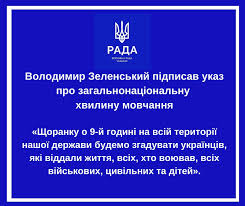 РАДА
Володимир Зеленський підписав указ
про загальнонаціональну
хвилину мовчання
«Щоранку о 9-й годині на всій території
нашої держави будемо згадувати українців,
які віддали життя, всіх, хто воював, всіх
військових, цивільних та дітей».